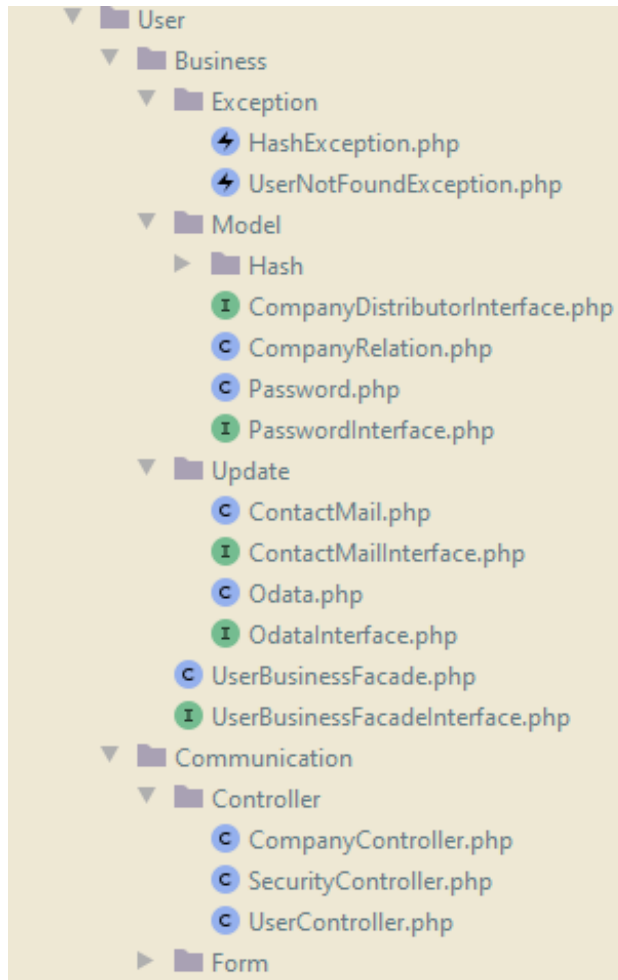 User
Business
Exception
HashException.php
UserNotFoundException.php
Model
Hash
I CompanyDistributorInterface.php
C CompanyRelation.php
C Password.php
I PasswordInterface.php
Update
C ContactMail.php
I ContactMailInterface.php
C Odata.php
I OdataInterface.php
C UserBusinessFacade.php
I UserBusinessFacadeInterface.php
Communication
Controller
C CompanyController.php
C SecurityController.php
C UserController.php
Form